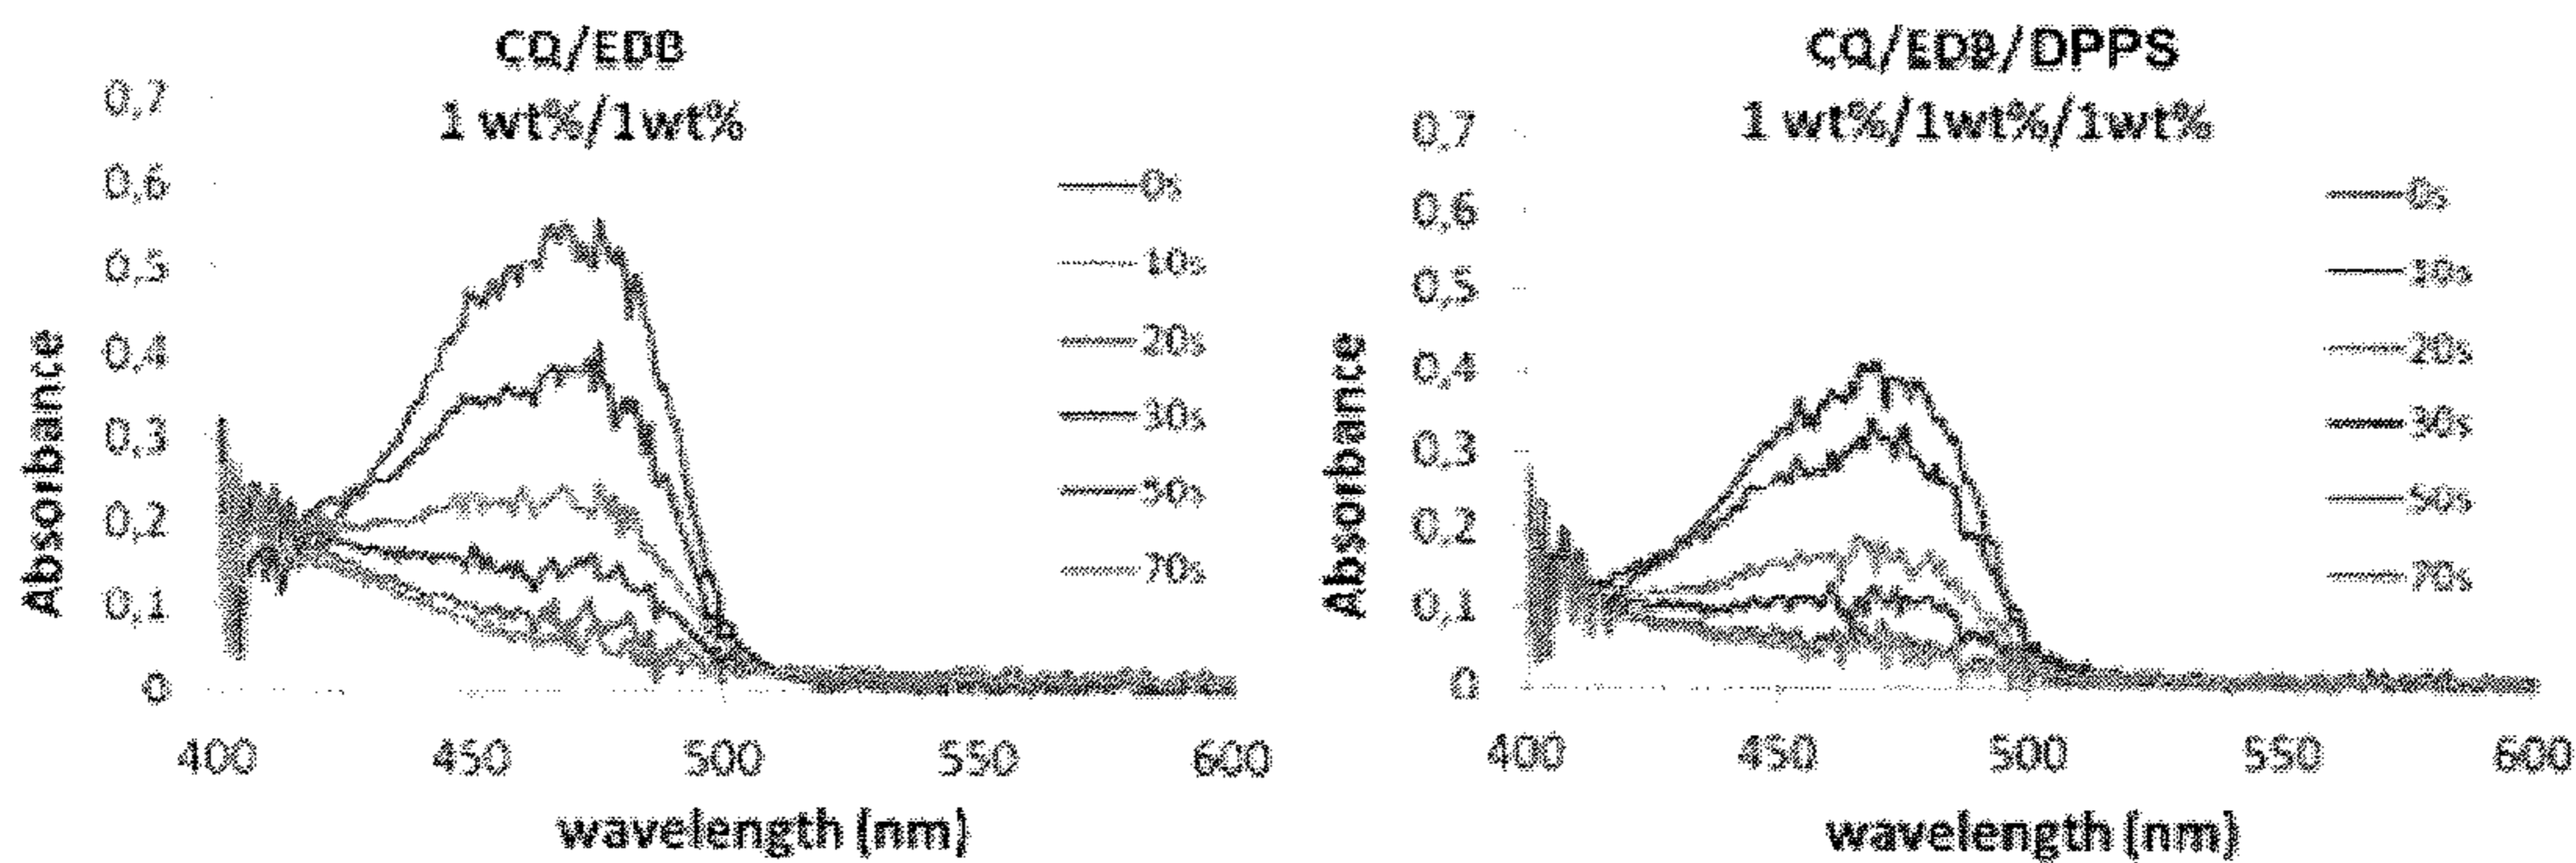 CQ/EDB
1 wt%/1wt%
0,7
0,6
0,5
0,4
0,3
0,2
0,1
0
Absorbance
400 450 500 550 600
wavelength (nm)
0s
10s
20s
30s
50s
70s
CQ/EDB/DPPS
1 wt%/1wt%/1wt%
0,7
0,6
0,5
0,4
0,3
0,2
0,1
0
Absorbance
400 450 500 550 600
wavelength (nm)
0s
10s
20s
30s
50s
70s